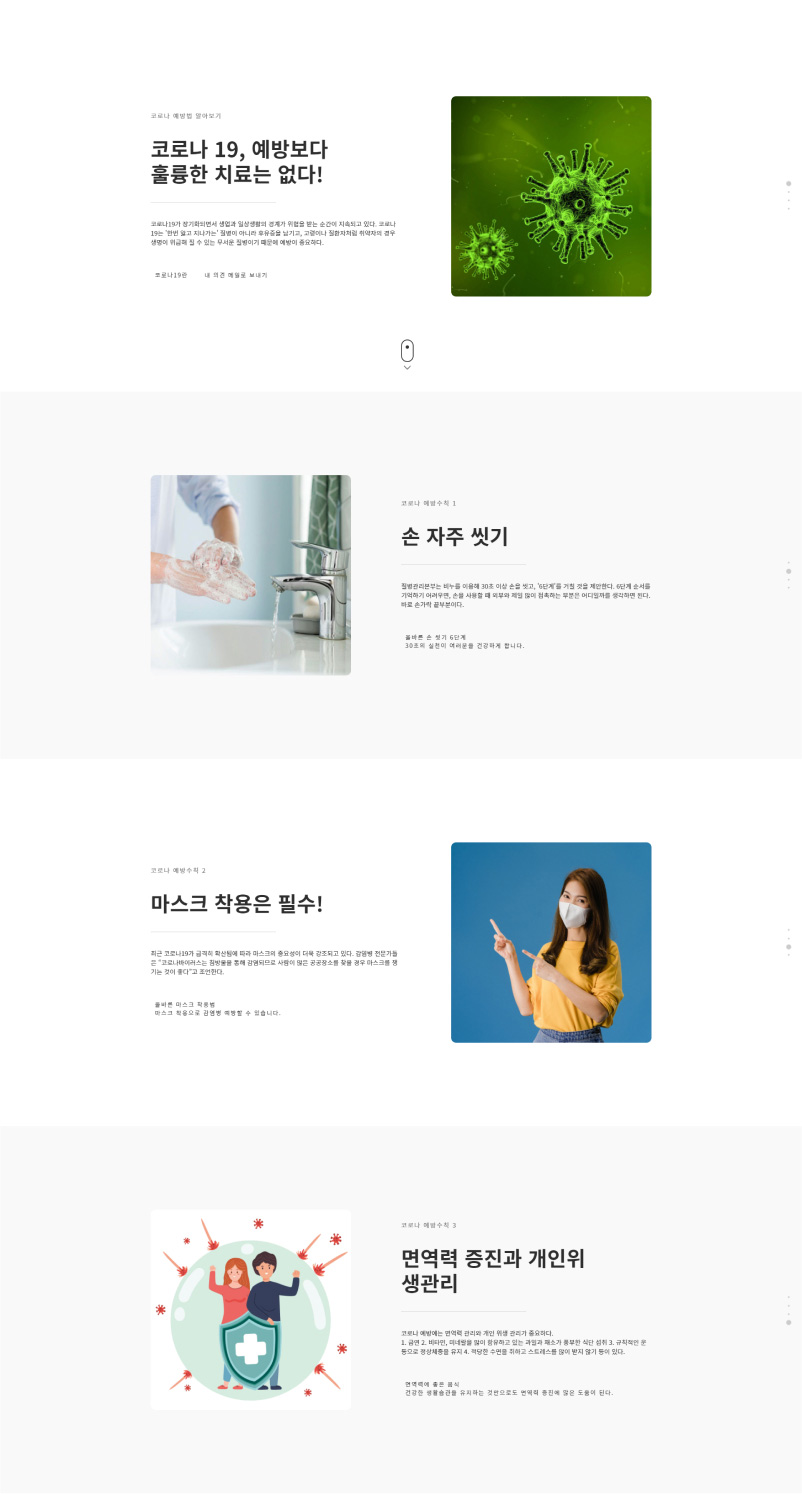 코로나 예방법 알아보기
코로나 19, 예방보다
훌륭한 치료는 없다!
코로나19가 장기화되면서 생업과 일상생활의 경계가 위협을 받는 순간이 지속되고 있다. 코로나
19는 '한번 앓고 지나가는' 질병이 아니라 후유증을 남기고, 고령이나 질환자처럼 취약자의 경우
생명이 위급해 질 수 있는 무서운 질병이기 때문에 예방이 중요하다.
코로나19란 내 의견 메일로 보내기
코로나 예방수칙 1
손 자주 씻기
질병관리본부는 비누를 이용해 30초 이상 손을 씻고, '6단계'를 거칠 것을 제안한다. 6단계 순서를
기억하기 어려우면, 손을 사용할 때 외부와 제일 많이 접촉하는 부분은 어디일까를 생각하면 된다.
바로 손가락 끝부분이다.
올바른 손 씻기 6단계
30초의 실천이 여러분을 건강하게 합니다.
코로나 예방수칙 2
마스크 착용은 필수!
최근 코로나19가 급격히 확산됨에 따라 마스크의 중요성이 더욱 강조되고 있다. 감염병 전문가들
은 "코로나바이러스는 침방울을 통해 감염되므로 사람이 많은 공공장소를 찾을 경우 마스크를 챙
기는 것이 좋다"고 조언한다.
올바른 마스크 착용법
마스크 착용으로 감염병 예방할 수 있습니다.
코로나 예방수칙 3
면역력 증진과 개인위
생관리
코로나 예방에는 면역력 관리와 개인 위생 관리가 중요하다.
1. 금연 2. 비타민, 미네랄을 많이 함유하고 있는 과일과 채소가 풍부한 식단 섭취 3. 규칙적인 운
동으로 정상체중을 유지 4. 적당한 수면을 취하고 스트레스를 많이 받지 않기 등이 있다.
면역력에 좋은 음식
건강한 생활습관을 유지하는 것만으로도 면역력 증진에 많은 도움이 된다.